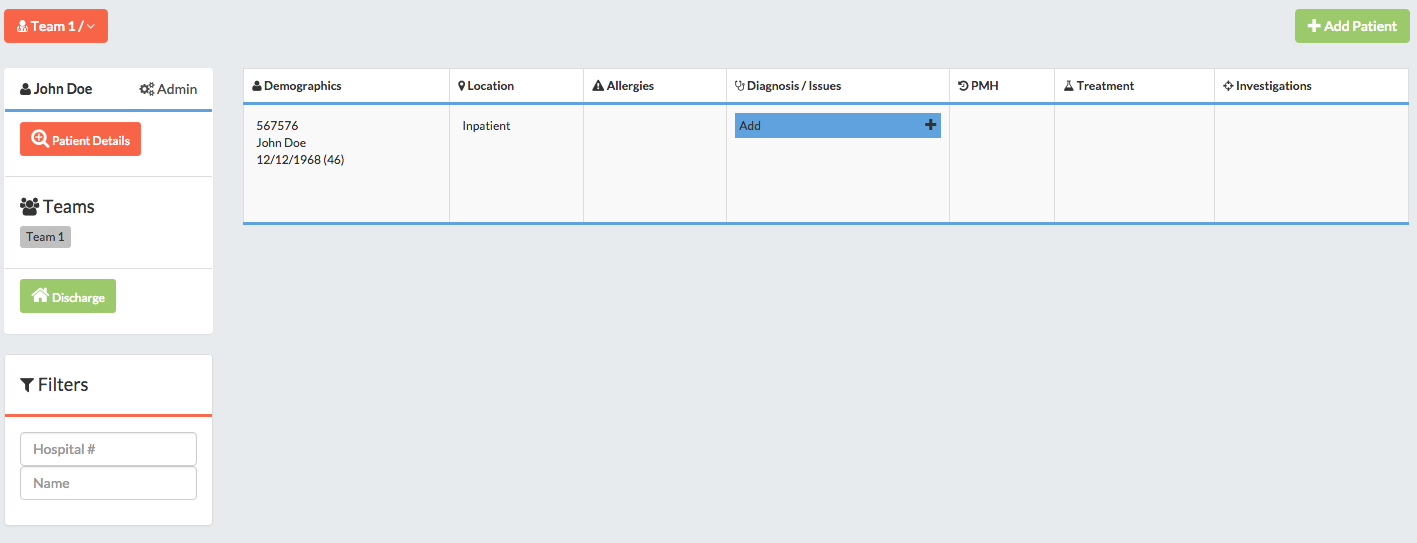 Team 1 /
Add Patient
John Doe
Admin
Patient Details
Teams
Team 1
Discharge
Filters
Hospital #
Name
Demographics
Location
Allergies
Diagnosis / Issues
PMH
Treatment
Investigations
567576
John Doe
12/12/1968 (46)
Inpatient
Add